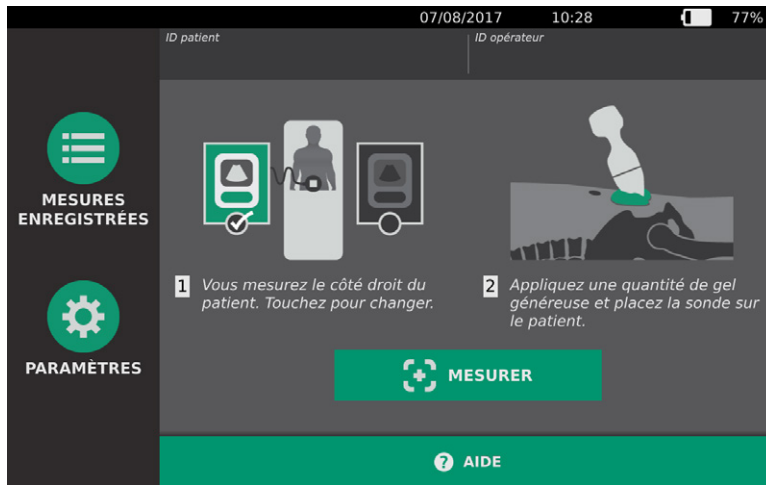 07/08/2017 10:28 77%
ID patient
ID opérateur
MESURES
ENREGISTRÉES
PARAMÈTRES
1 Vous mesurez le côté droit du
patient. Touchez pour changer.
2 Appliquez une quantité de gel
généreuse et placez la sonde sur
le patient.
MESURER
? AIDE